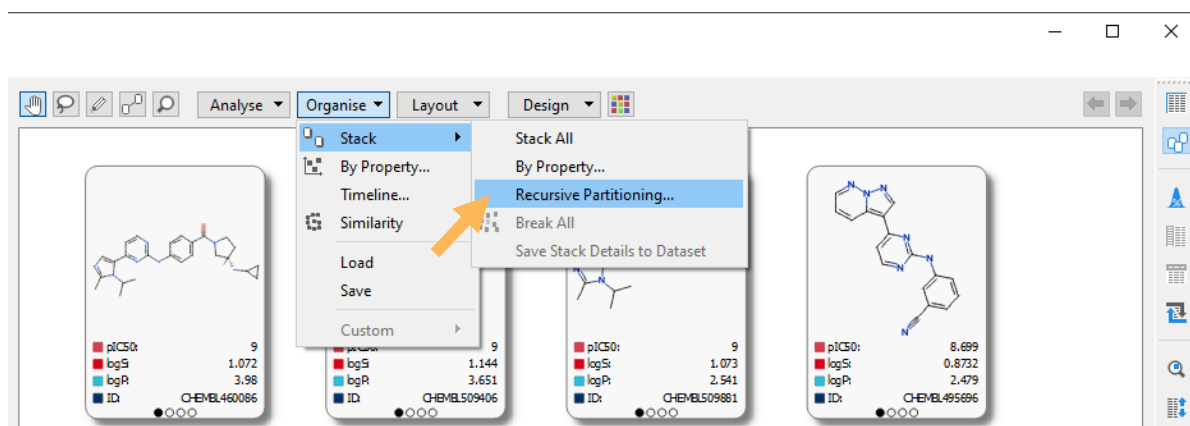 Analyse Organise Layout Design
Stack Stack All
By Property... By Property...
Timeline... Recursive Partitioning...
Similarity Break All
Load Save Stack Details to Dataset
Save
Custom
pIC50: 9 9 pIC50: 9 pIC50: 8.699
logS: 1.072 logS: 1.144 logS: 1.073 logS: 0.8732
logP: 3.98 logP: 3.651 logP: 2.541 logP: 2.479
ID: CHEMBL460086 ID: CHEMBL509406 ID: CHEMBL509881 ID: CHEMBL495696